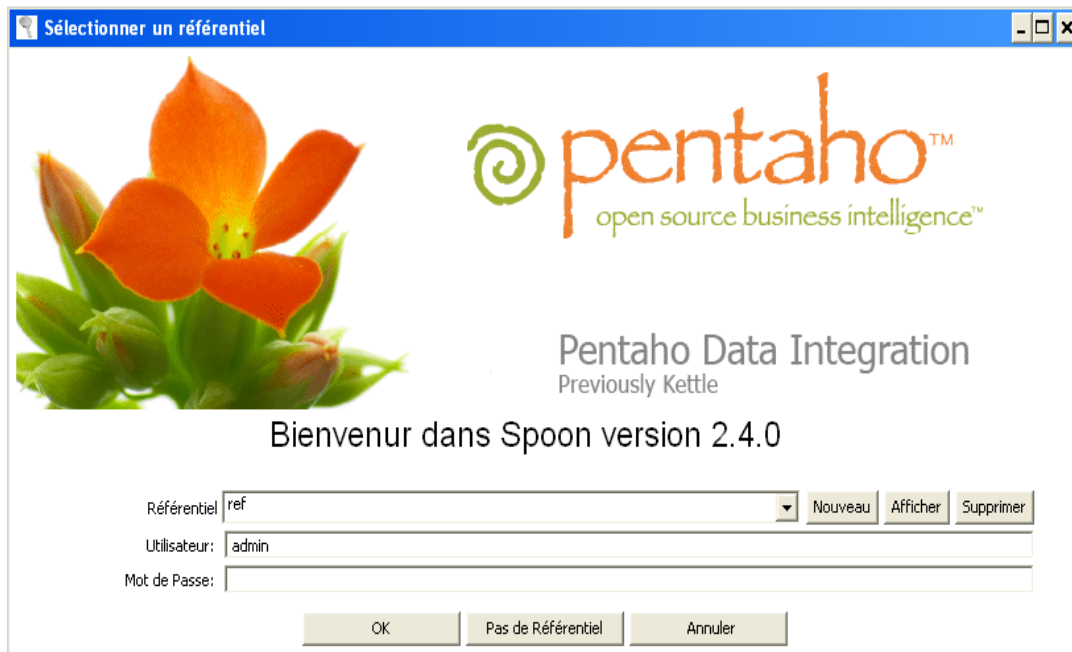 Sélectionner un référentiel
pentaho™
open source business intelligence™
Pentaho Data Integration
Previously Kettle
Bienvenur dans Spoon version 2.4.0
Référentiel ref Nouveau Afficher Supprimer
Utilisateur: admin
Mot de Passe:
OK Pas de Référentiel Annuler